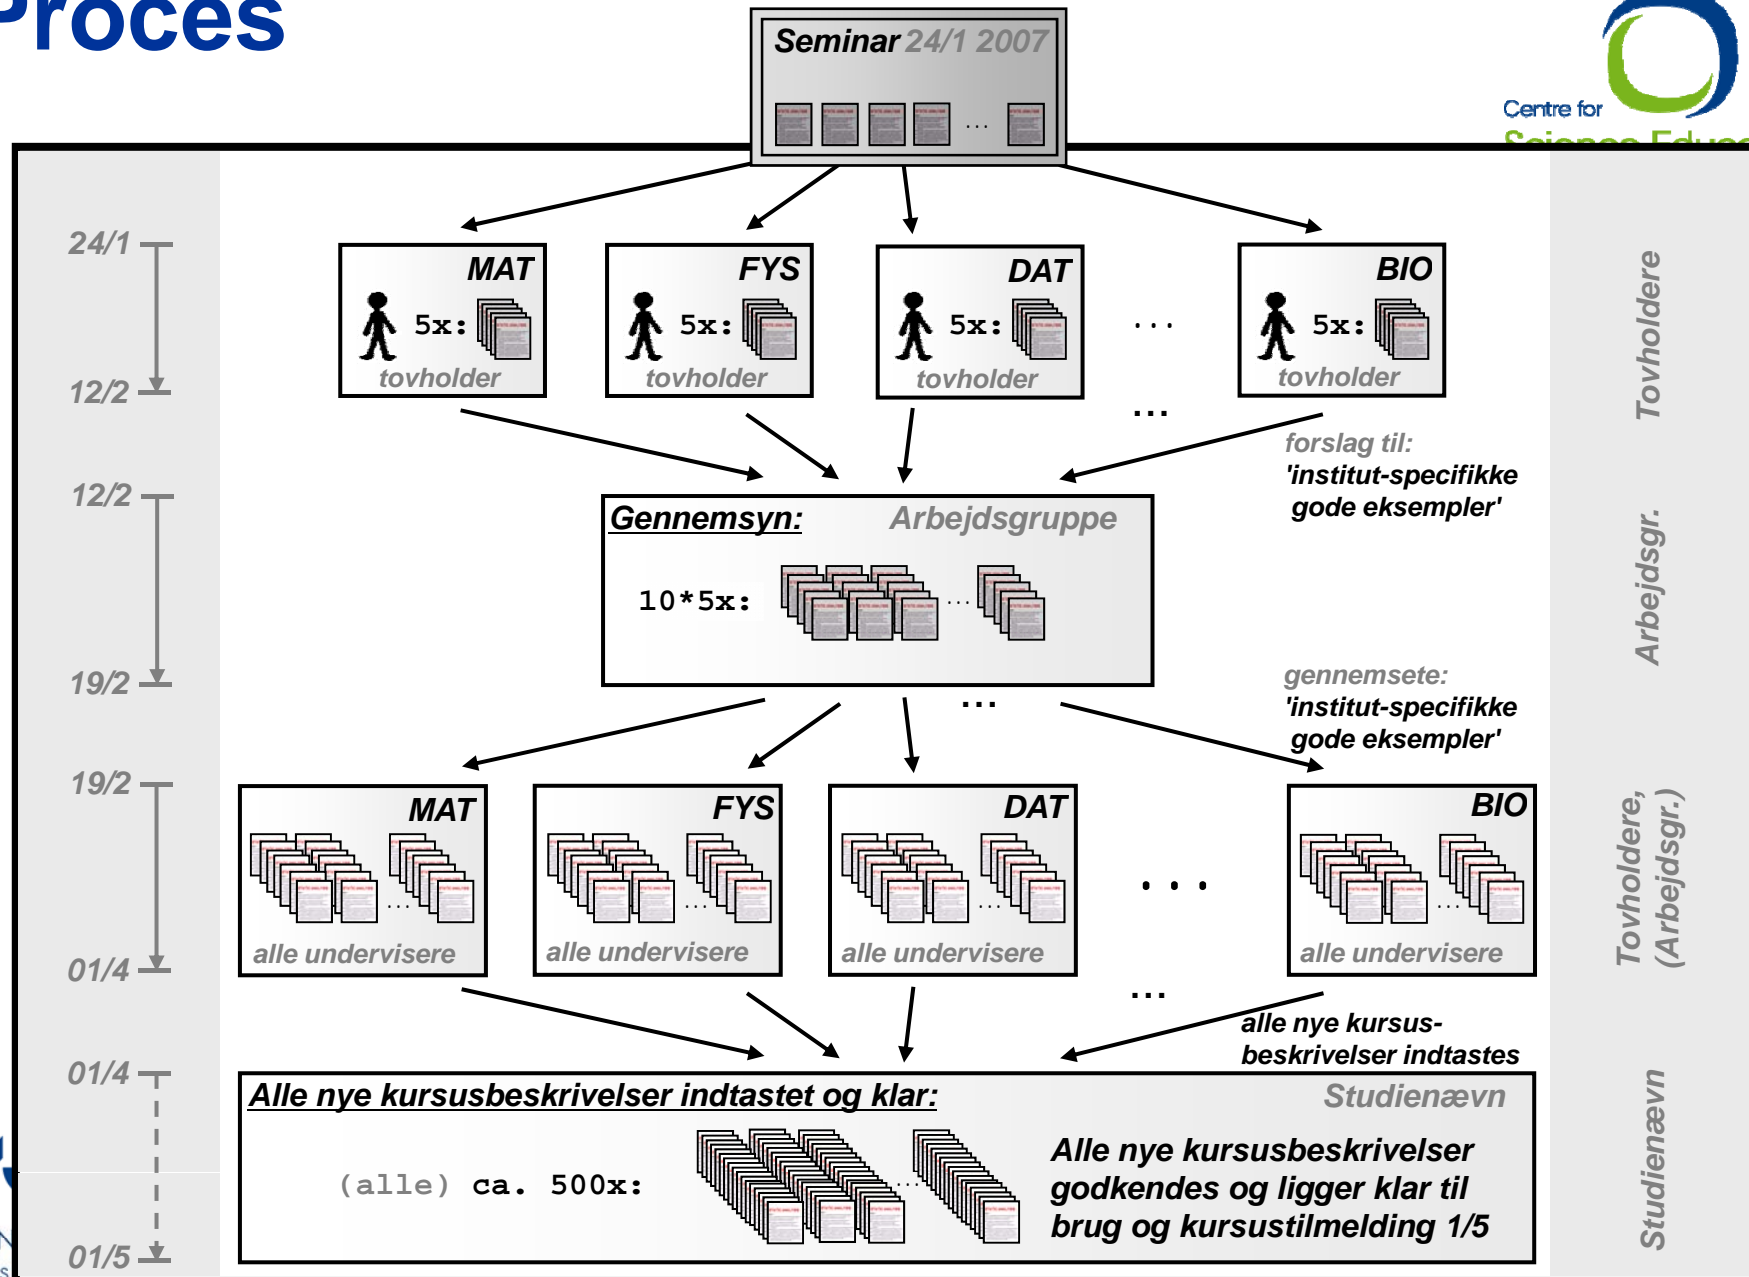 Proces
Seminar 24/1 2007
...
Centre for
24/1
MAT
5x:
tovholder
FYS
5x:
tovholder
DAT
5x:
tovholder
...
BIO
5x:
tovholder
Tovholdere
12/2
...
forslag til:
'institut-specifikke
gode eksempler'
12/2
Gennemsyn: Arbejdsgruppe
10*5x:
...
Arbejdsgr.
19/2
...
gennemsete:
'institut-specifikke
gode eksempler'
19/2
MAT
...
alle undervisere
FYS
...
alle undervisere
DAT
...
alle undervisere
...
BIO
...
alle undervisere
Tovholdere,
(Arbejdsgr.)
01/4
...
alle nye kursus-
beskrivelser indtastes
01/4
Alle nye kursusbeskrivelser indtastet og klar: Studienævn
(alle) ca. 500x:
...
Alle nye kursusbeskrivelser
godkendes og ligger klar til
brug og kursustilmelding 1/5
Studienævn
01/5